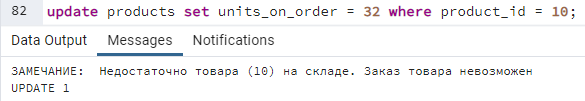 82 update products set units_on_order = 32 where product_id = 10;
Data Output Messages Notifications
ЗАМЕЧАНИЕ: Недостаточно товара (10) на складе. Заказ товара невозможен
UPDATE 1